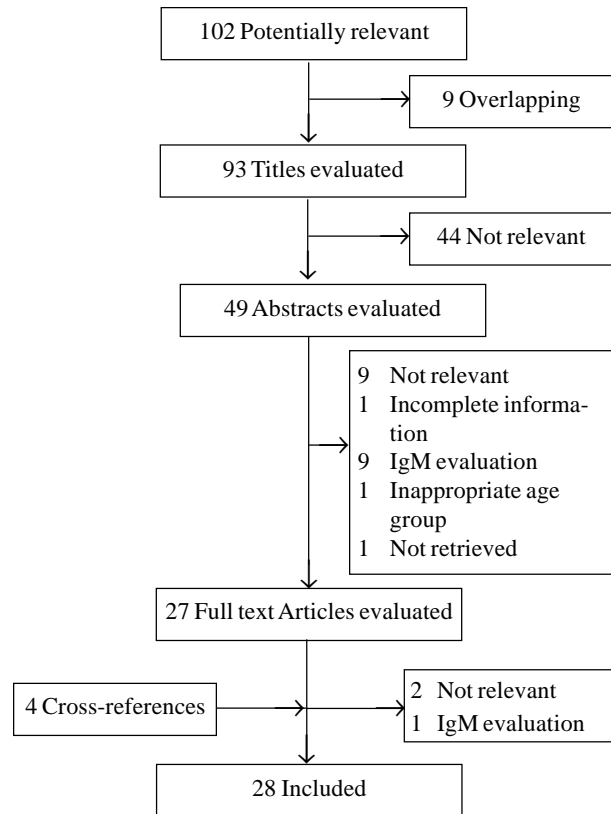 102 Potentially relevant
9 Overlapping
93 Titles evaluated
44 Not relevant
49 Abstracts evaluated
9 Not relevant
1 Incomplete informa-
tion
9 IgM evaluation
1 Inappropriate age
group
1 Not retrieved
27 Full text Articles evaluated
4 Cross-references
2 Not relevant
1 IgM evaluation
28 Included